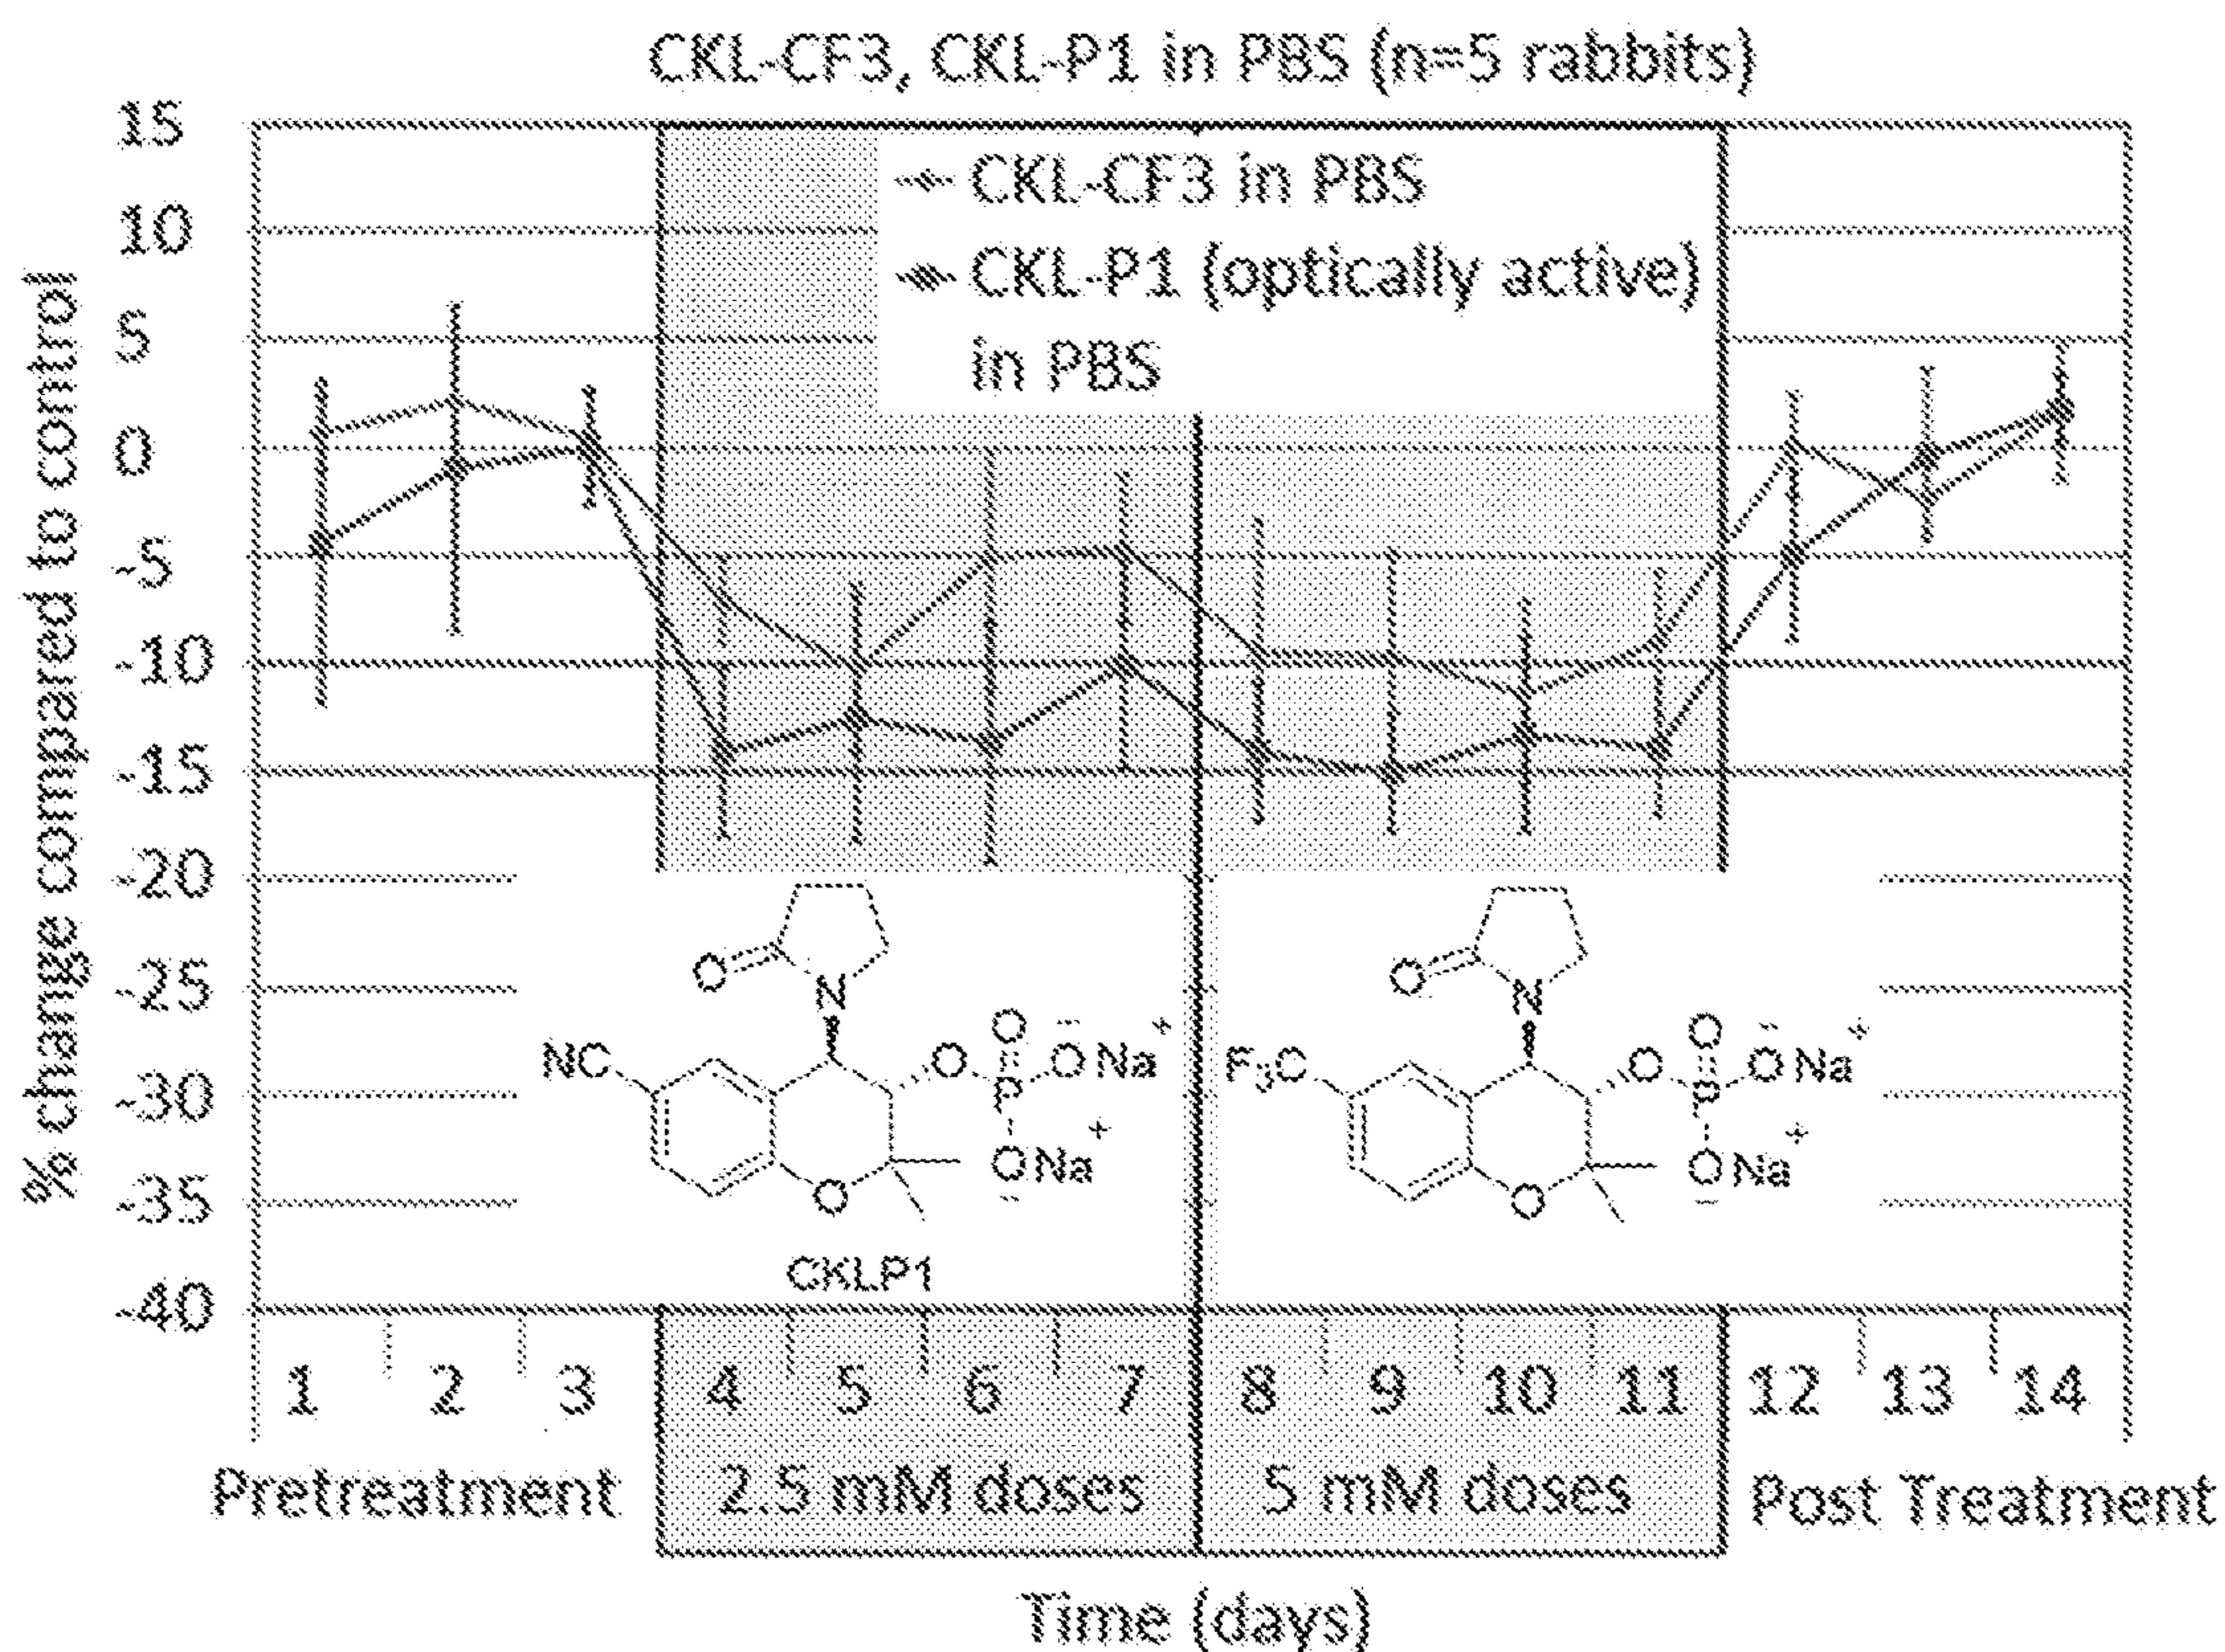 CKL-CF3, CKL-P1 in PBS (n=5 rabbits)
% change compared to control
15
10
5
0
-5
-10
-15
-20
-25
-30
-35
-40
CKL-CF3 in PBS
CKL-P1 (optically active)
in PBS
O
N
NC
O
O
P
O Na +
-
O Na +
-
O
CKLP1
O
N
F3C
O
O
P
O Na +
-
O Na +
-
O
1 2 3 4 5 6 7 8 9 10 11 12 13 14
Pretreatment 2.5 mM doses 5 mM doses Post Treatment
Time (days)